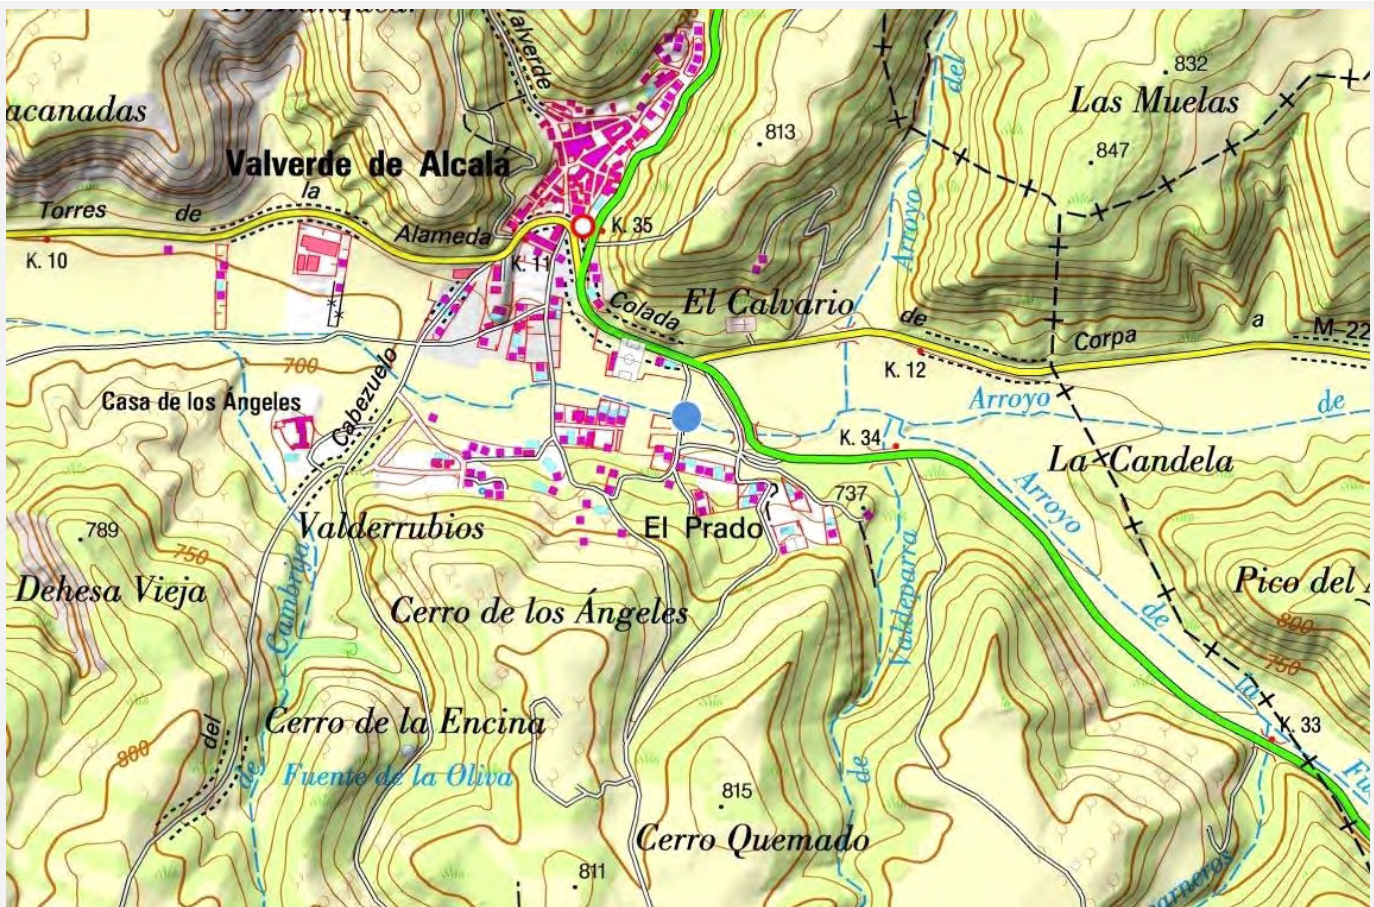 Valverde
del
832
Las Muelas
acanadas
813
847
Valverde de Alcalá
la
Torres de
Alameda
Arroyo
K. 35
K. 10
K. 11
Colada
El Calvario
de
Corpa
a
M-22
700
K. 12
Casa de los Ángeles
Cabezuelo
Arroyo
de
K. 34
La Candela
Arroyo
737
789
Valderrubios
El Prado
750
Dehesa Vieja
Cambrija
Cerro de los Ángeles
Valdeparra
de
Pico del
800
750
la
Cerro de la Encina
del
K. 33
800
de
Fuente de la Oliva
de
815
Cerro Quemado
811